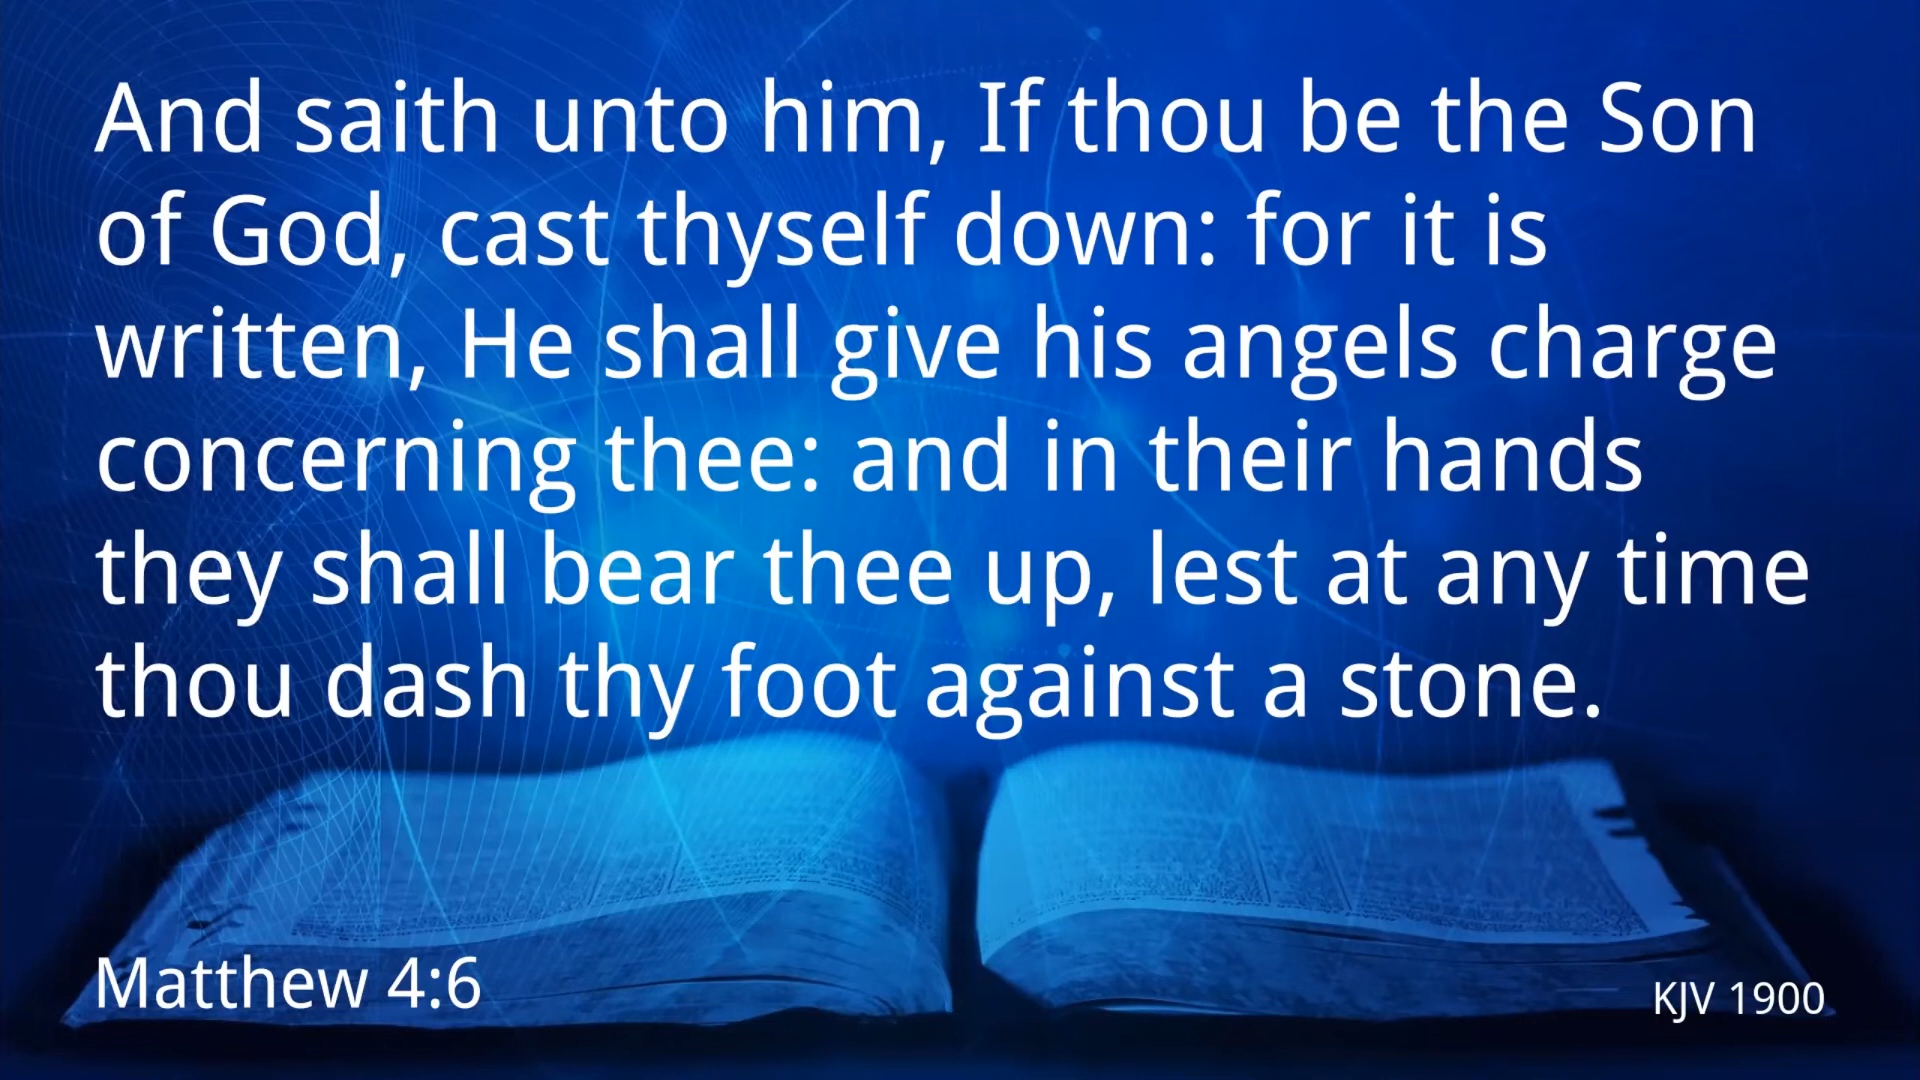 And saith unto him, If thou be the Son
of God, cast thyself down: for it is
written, He shall give his angels charge
concerning thee: and in their hands
they shall bear thee up, lest at any time
thou dash thy foot against a stone.
Matthew 4:6
KJV 1900